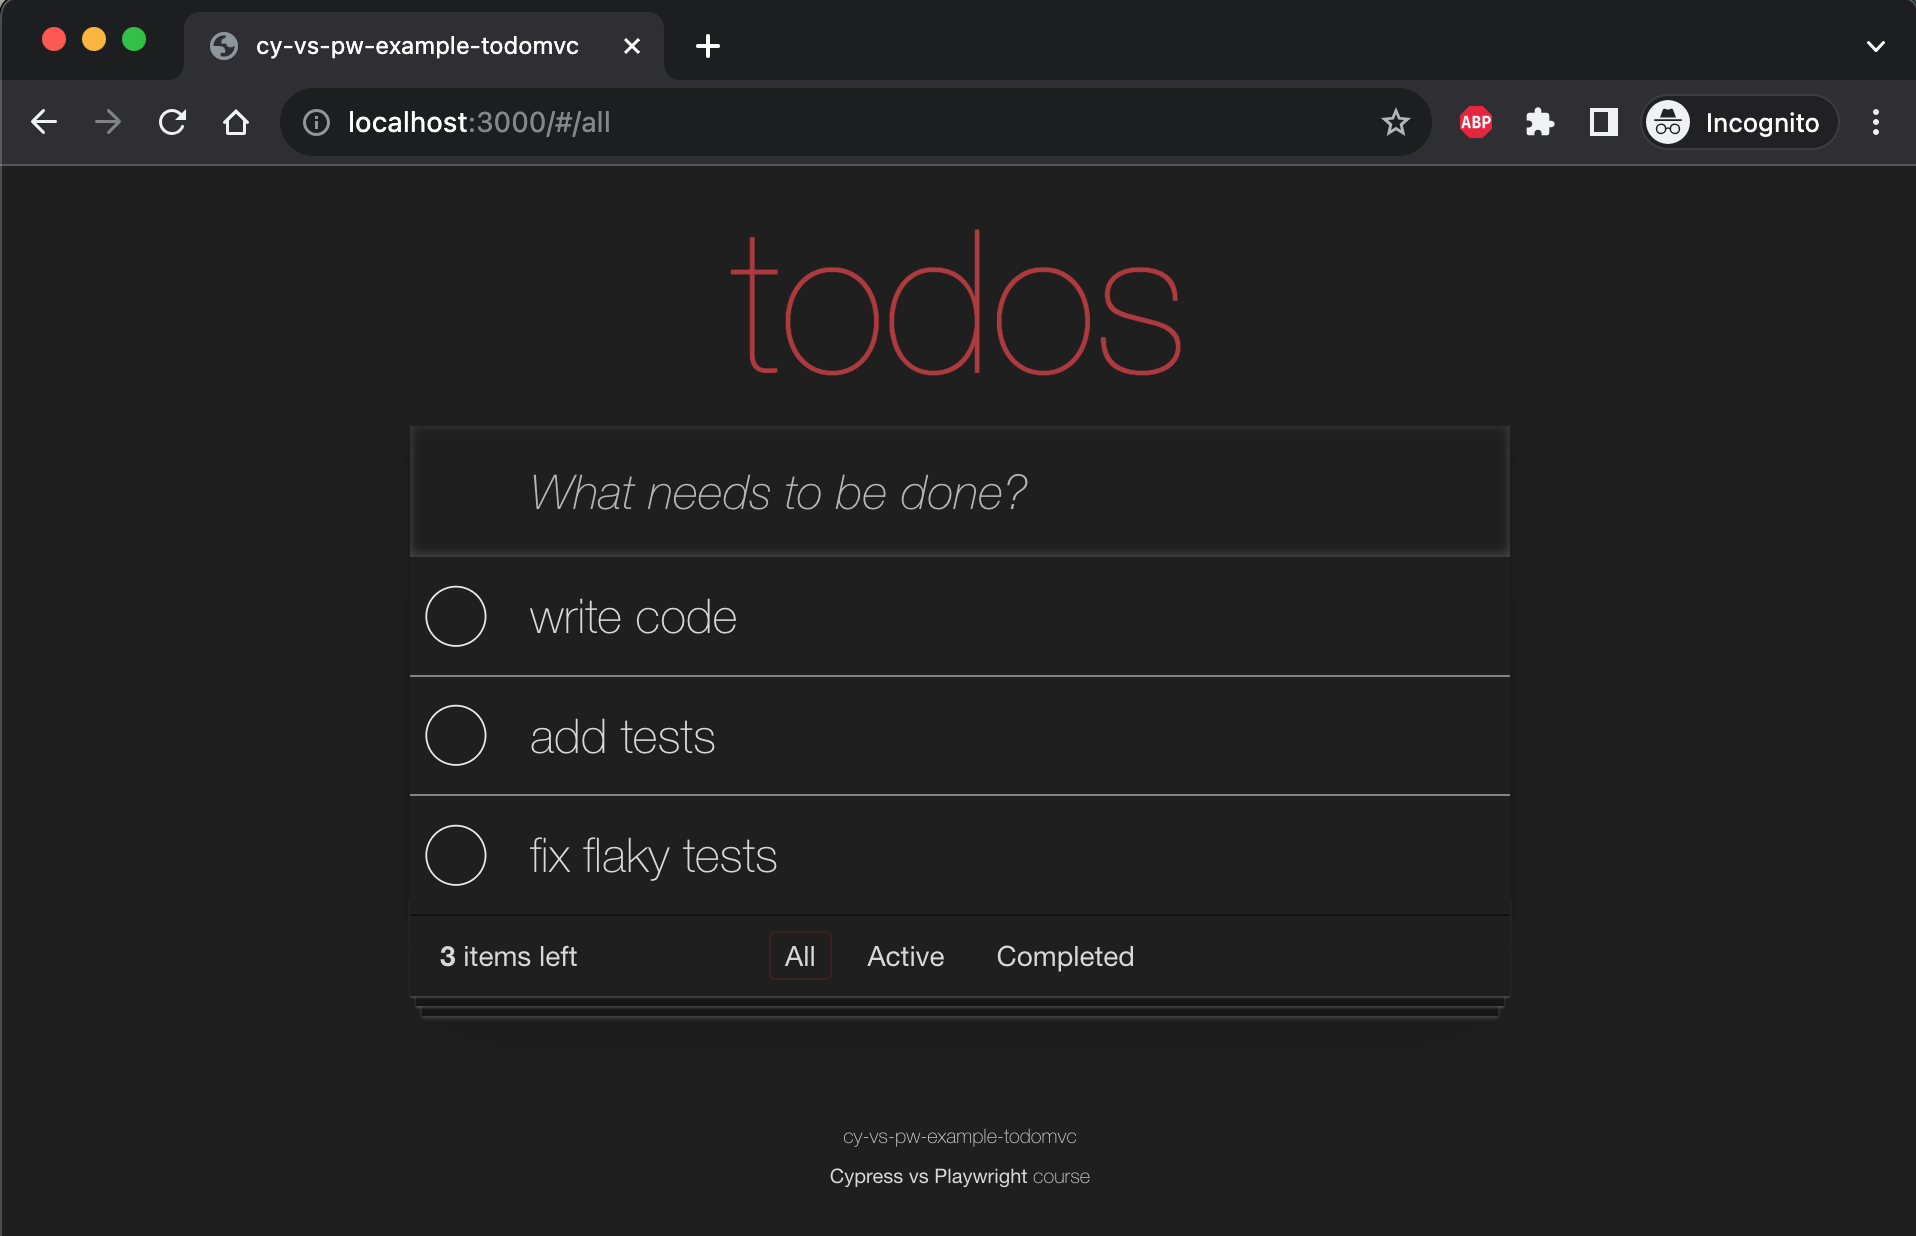 cy-vs-pw-example-todomvc
localhost:3000/#/all
ABP
Incognito
todos
What needs to be done?
write code
add tests
fix flaky tests
3 items left
All
Active
Completed
cy-vs-pw-example-todomvc
Cypress vs Playwright course